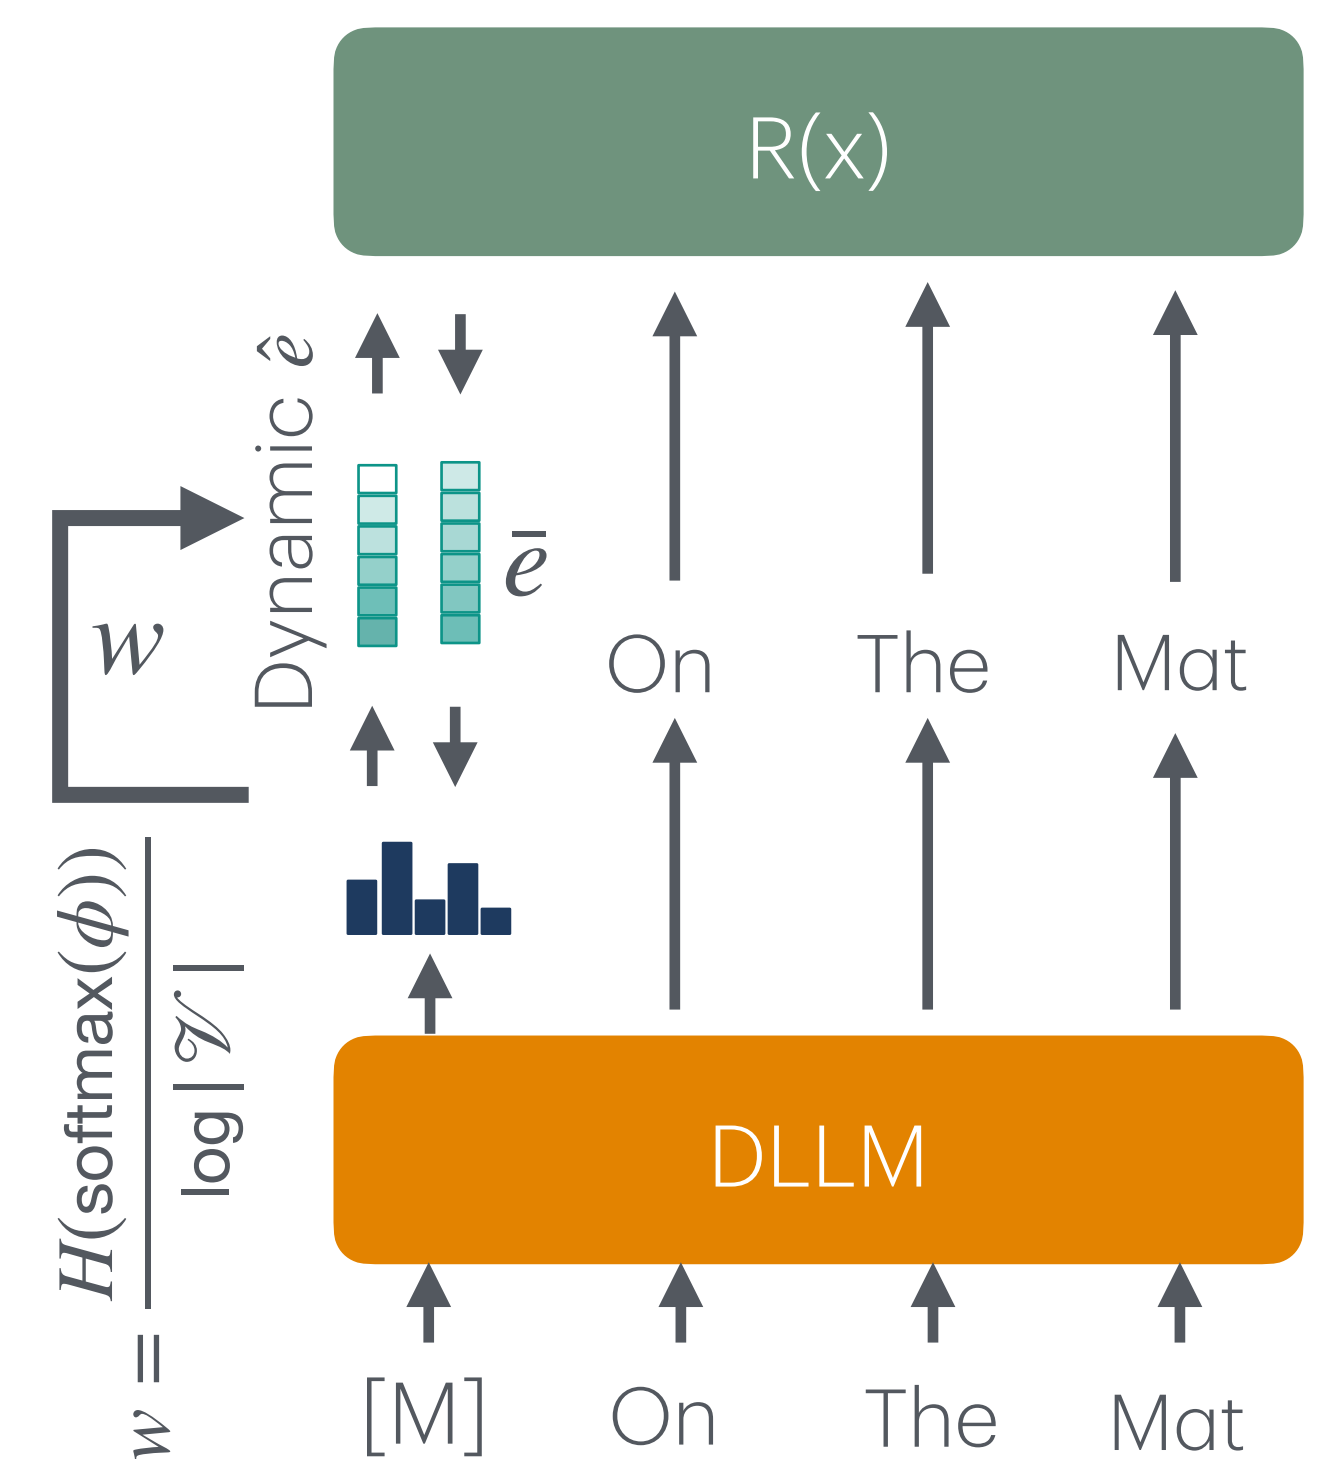 R(x)
Dynamic ê
w
ē
On The Mat
w = H(softmax(ϕ)) / log |𝒱|
DLLM
[M] On The Mat